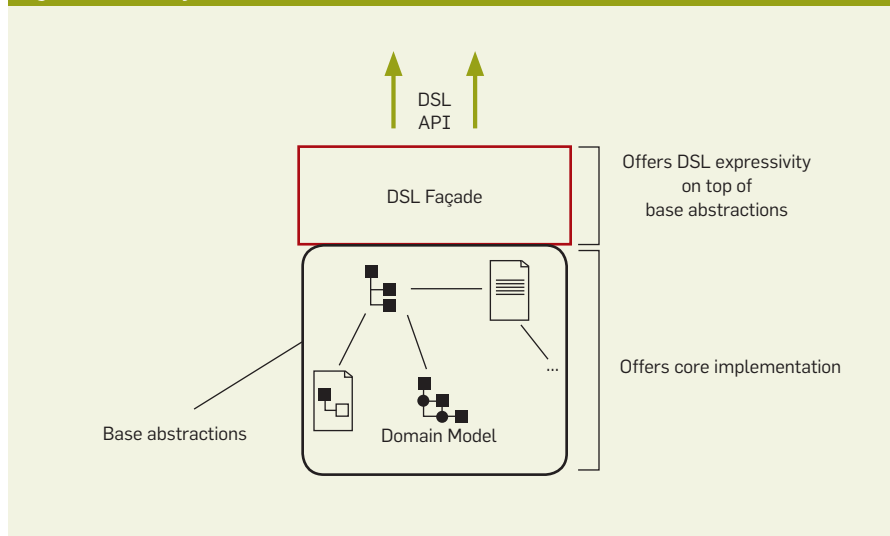 DSL
API
DSL Façade
Offers DSL expressivity
on top of
base abstractions
...
Offers core implementation
Base abstractions
Domain Model